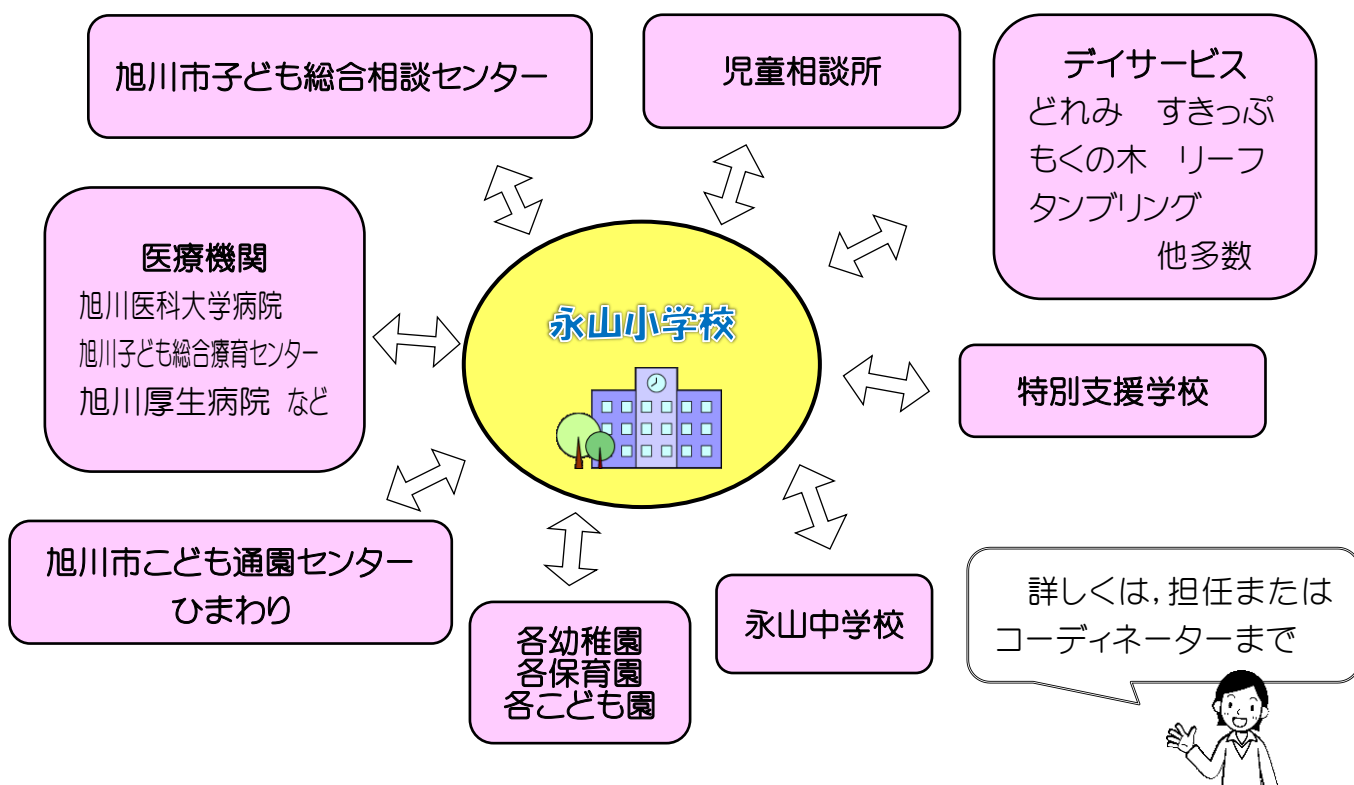 旭川市子ども総合相談センター
児童相談所
デイサービス
どれみ　すきっぷ
もくの木　リーフ
タンブリング
他多数
医療機関
旭川医科大学病院
旭川子ども総合療育センター
旭川厚生病院 など
永山小学校
特別支援学校
旭川市こども通園センター
ひまわり
各幼稚園
各保育園
各こども園
永山中学校
詳しくは，担任または
コーディネーターまで